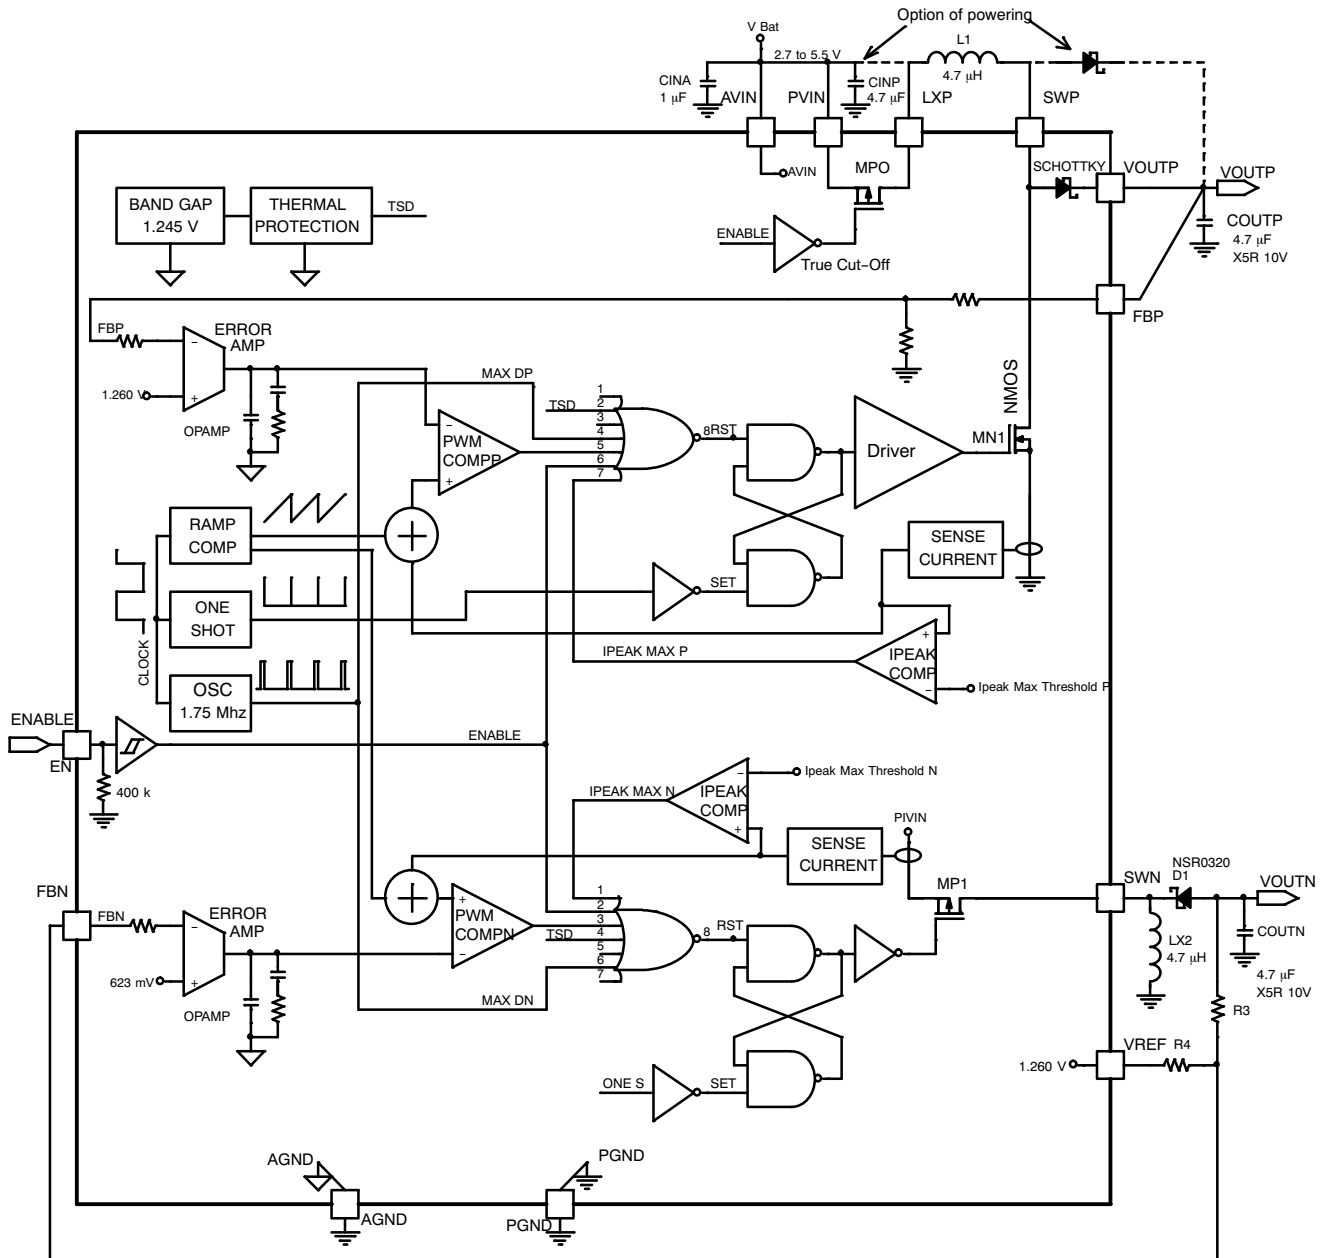 Option of powering
V Bat
L1
2.7 to 5.5 V
4.7 μH
CINA
1 μF
AVIN
PVIN
CINP
4.7 μF
LXP
SWP
MPO
SCHOTTKY
VOUTP
VOUTP
AVIN
BAND GAP
1.245 V
THERMAL
PROTECTION
TSD
ENABLE
True Cut-Off
COUTP
4.7 μF
X5R 10V
FBP
FBP
ERROR
AMP
1.260 V
OPAMP
MAX DP
TSD
1
2
3
4
5
6
7
8
RST
PWM
COMPP
Driver
NMOS
MN1
RAMP
COMP
SENSE
CURRENT
ONE
SHOT
SET
CLOCK
OSC
1.75 Mhz
IPEAK MAX P
IPEAK
COMP
Ipeak Max Threshold P
ENABLE
EN
400 k
ENABLE
IPEAK MAX N
IPEAK
COMP
Ipeak Max Threshold N
PIVIN
SENSE
CURRENT
MP1
SWN
NSR0320
D1
VOUTN
FBN
FBN
ERROR
AMP
623 mV
OPAMP
PWM
COMPN
TSD
1
2
3
4
5
6
7
8
RST
MAX DN
LX2
4.7 μH
COUTN
4.7 μF
X5R 10V
R3
VREF
R4
1.260 V
ONE S
SET
AGND
PGND
AGND
PGND